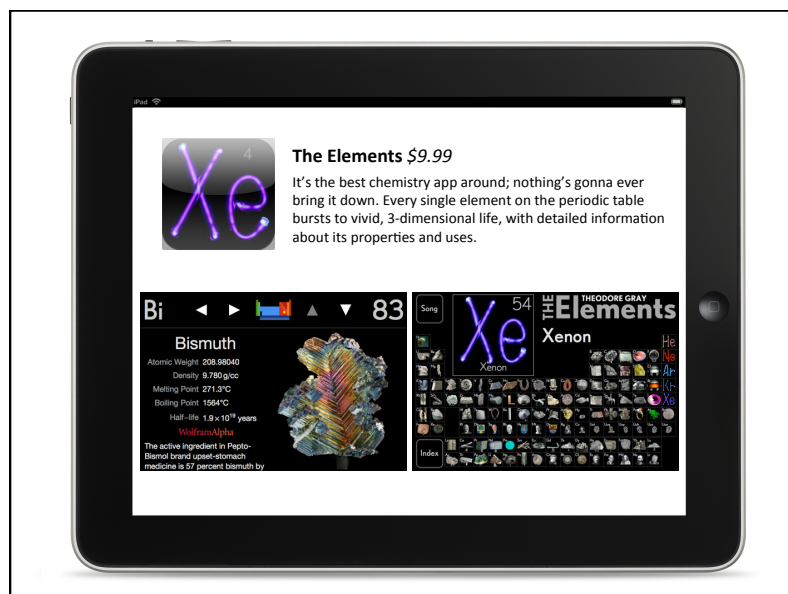 iPad
4
Xe
The Elements $9.99
It's the best chemistry app around; nothing's gonna ever
bring it down. Every single element on the periodic table
bursts to vivid, 3-dimensional life, with detailed information
about its properties and uses.
Bi
83
Bismuth
Atomic Weight 208.98040
Density 9.780 g/cc
Melting Point 271.3°C
Boiling Point 1564°C
Half-life 1.9 × 10¹⁹ years
WolframAlpha
The active ingredient in Pepto-
Bismol brand upset-stomach
medicine is 57 percent bismuth by
Song
54
Xe
Xenon
THE Elements
THEODORE GRAY
Xenon
He
Ne
Ar
Kr
Xe
Index